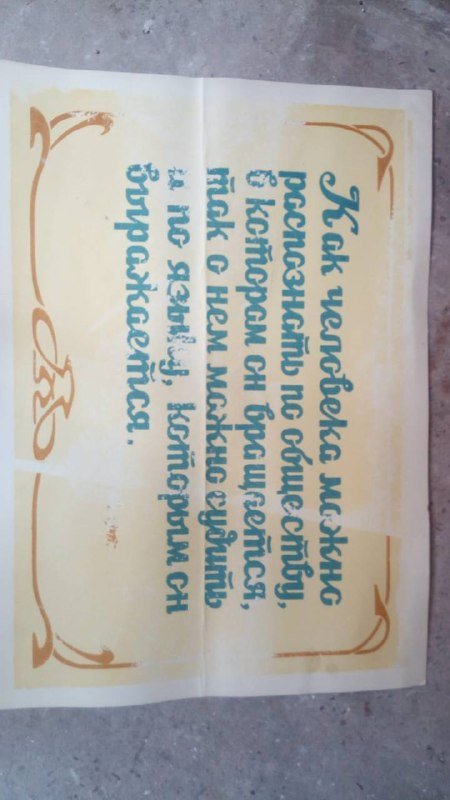 Как человека можно
распознать по обществу,
в котором он вращается,
так о нем можно судить
и по языку, которым он
выражается.